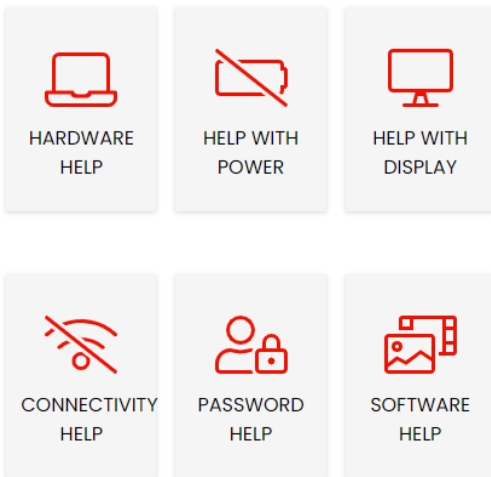 HARDWARE
HELP
HELP WITH
POWER
HELP WITH
DISPLAY
CONNECTIVITY
HELP
PASSWORD
HELP
SOFTWARE
HELP